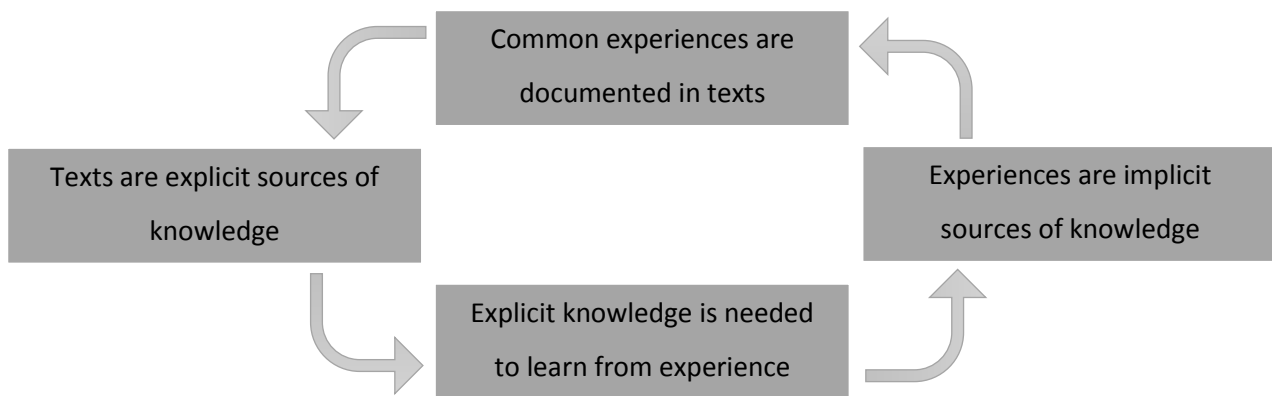 Common experiences are
documented in texts
Texts are explicit sources of
knowledge
Experiences are implicit
sources of knowledge
Explicit knowledge is needed
to learn from experience